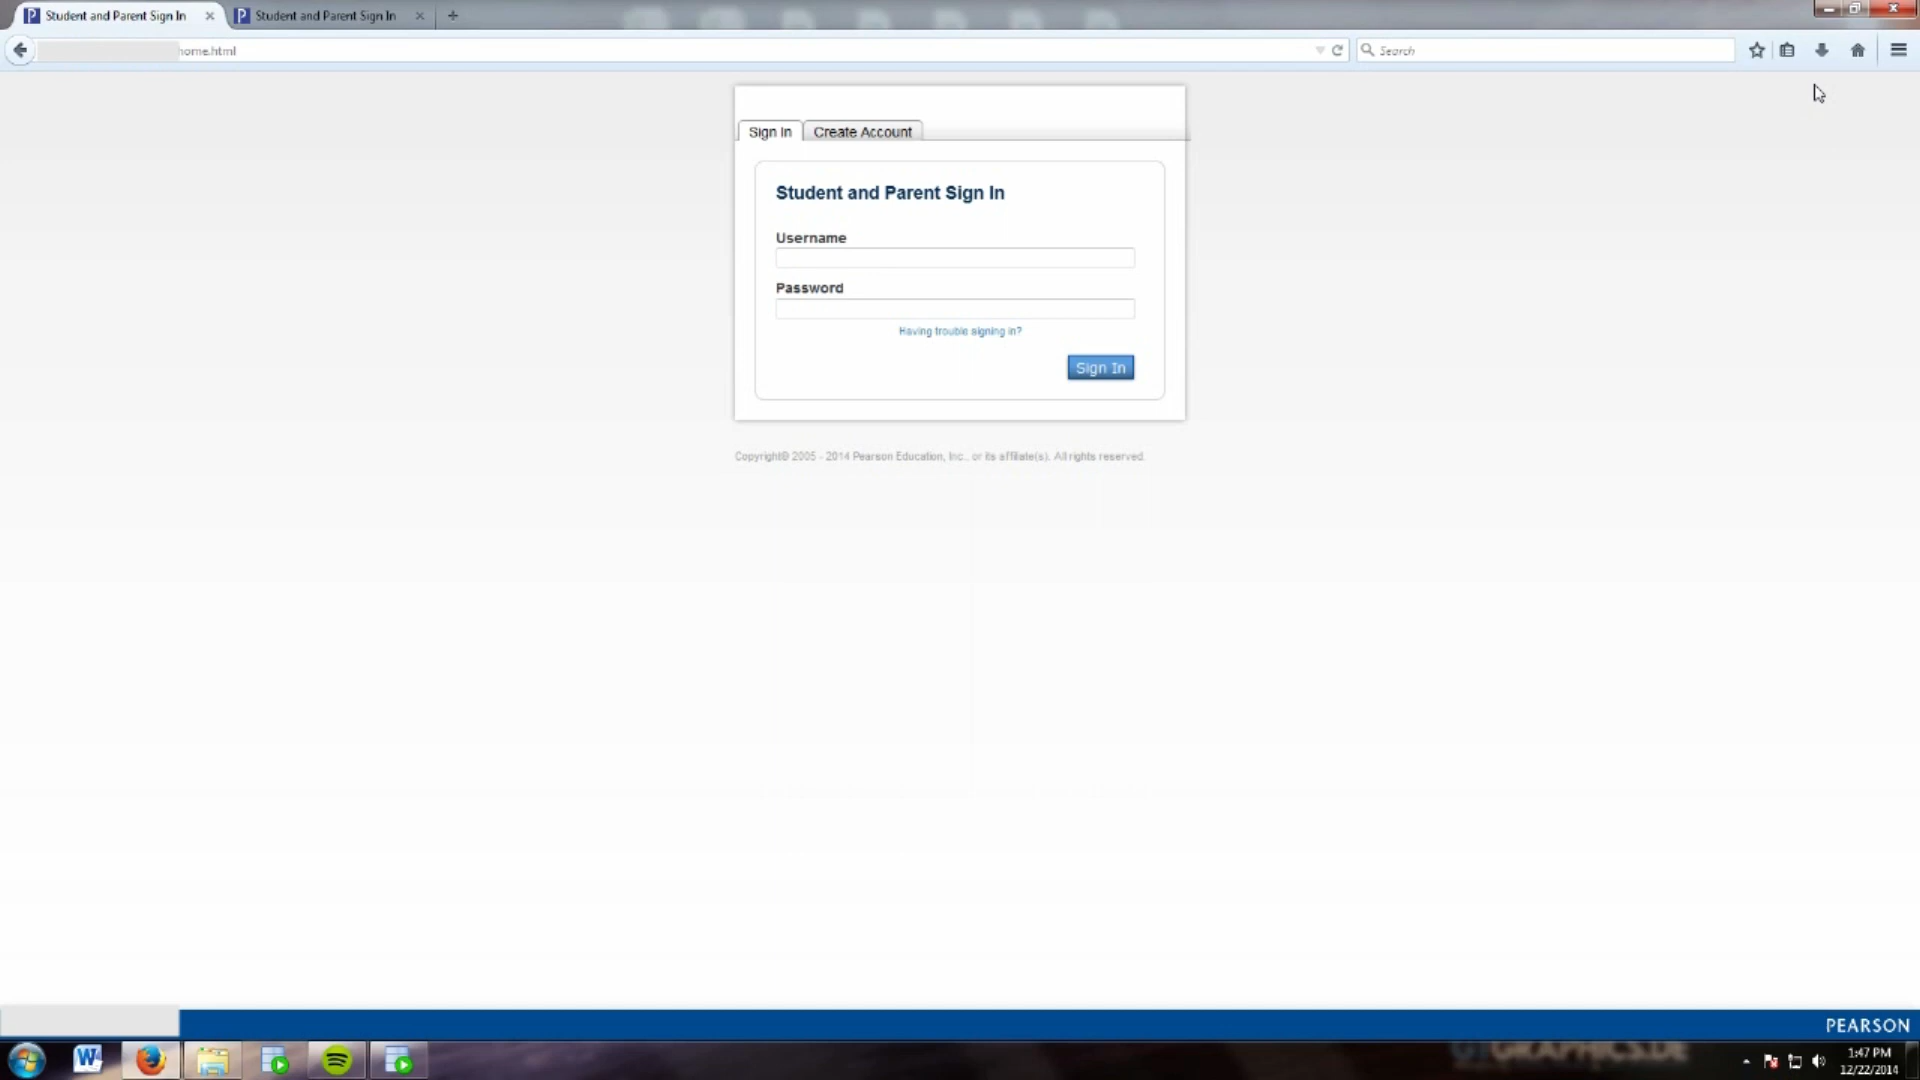 Student and Parent Sign In
Student and Parent Sign In
home.html
Search
Sign In
Create Account
Student and Parent Sign In
Username
Password
Having trouble signing in?
Sign In
Copyright© 2005 - 2014 Pearson Education, Inc., or its affiliate(s). All rights reserved.
PEARSON
1:47 PM
12/22/2014